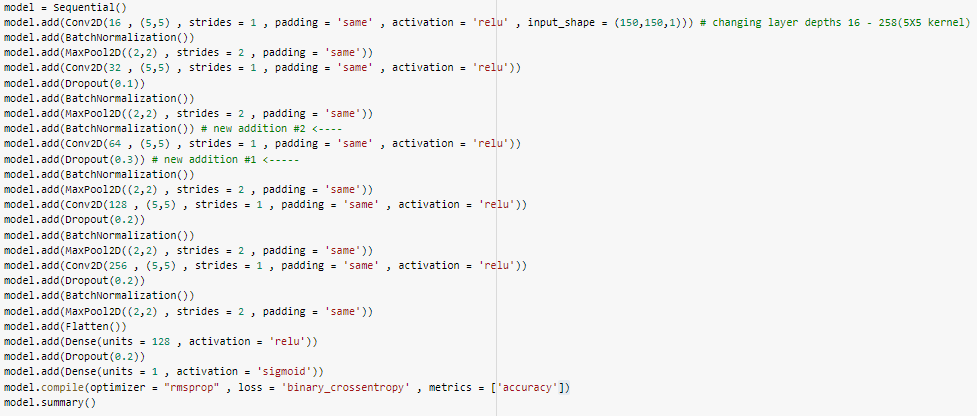 model = Sequential()
model.add(Conv2D(16 , (5,5) , strides = 1 , padding = 'same' , activation = 'relu' , input_shape = (150,150,1))) # changing layer depths 16 - 258(5X5 kernel)
model.add(BatchNormalization())
model.add(MaxPool2D((2,2) , strides = 2 , padding = 'same'))
model.add(Conv2D(32 , (5,5) , strides = 1 , padding = 'same' , activation = 'relu'))
model.add(Dropout(0.1))
model.add(BatchNormalization())
model.add(MaxPool2D((2,2) , strides = 2 , padding = 'same'))
model.add(BatchNormalization()) # new addition #2 <----
model.add(Conv2D(64 , (5,5) , strides = 1 , padding = 'same' , activation = 'relu'))
model.add(Dropout(0.3)) # new addition #1 <-----
model.add(BatchNormalization())
model.add(MaxPool2D((2,2) , strides = 2 , padding = 'same'))
model.add(Conv2D(128 , (5,5) , strides = 1 , padding = 'same' , activation = 'relu'))
model.add(Dropout(0.2))
model.add(BatchNormalization())
model.add(MaxPool2D((2,2) , strides = 2 , padding = 'same'))
model.add(Conv2D(256 , (5,5) , strides = 1 , padding = 'same' , activation = 'relu'))
model.add(Dropout(0.2))
model.add(BatchNormalization())
model.add(MaxPool2D((2,2) , strides = 2 , padding = 'same'))
model.add(Flatten())
model.add(Dense(units = 128 , activation = 'relu'))
model.add(Dropout(0.2))
model.add(Dense(units = 1 , activation = 'sigmoid'))
model.compile(optimizer = "rmsprop" , loss = 'binary_crossentropy' , metrics = ['accuracy'])
model.summary()